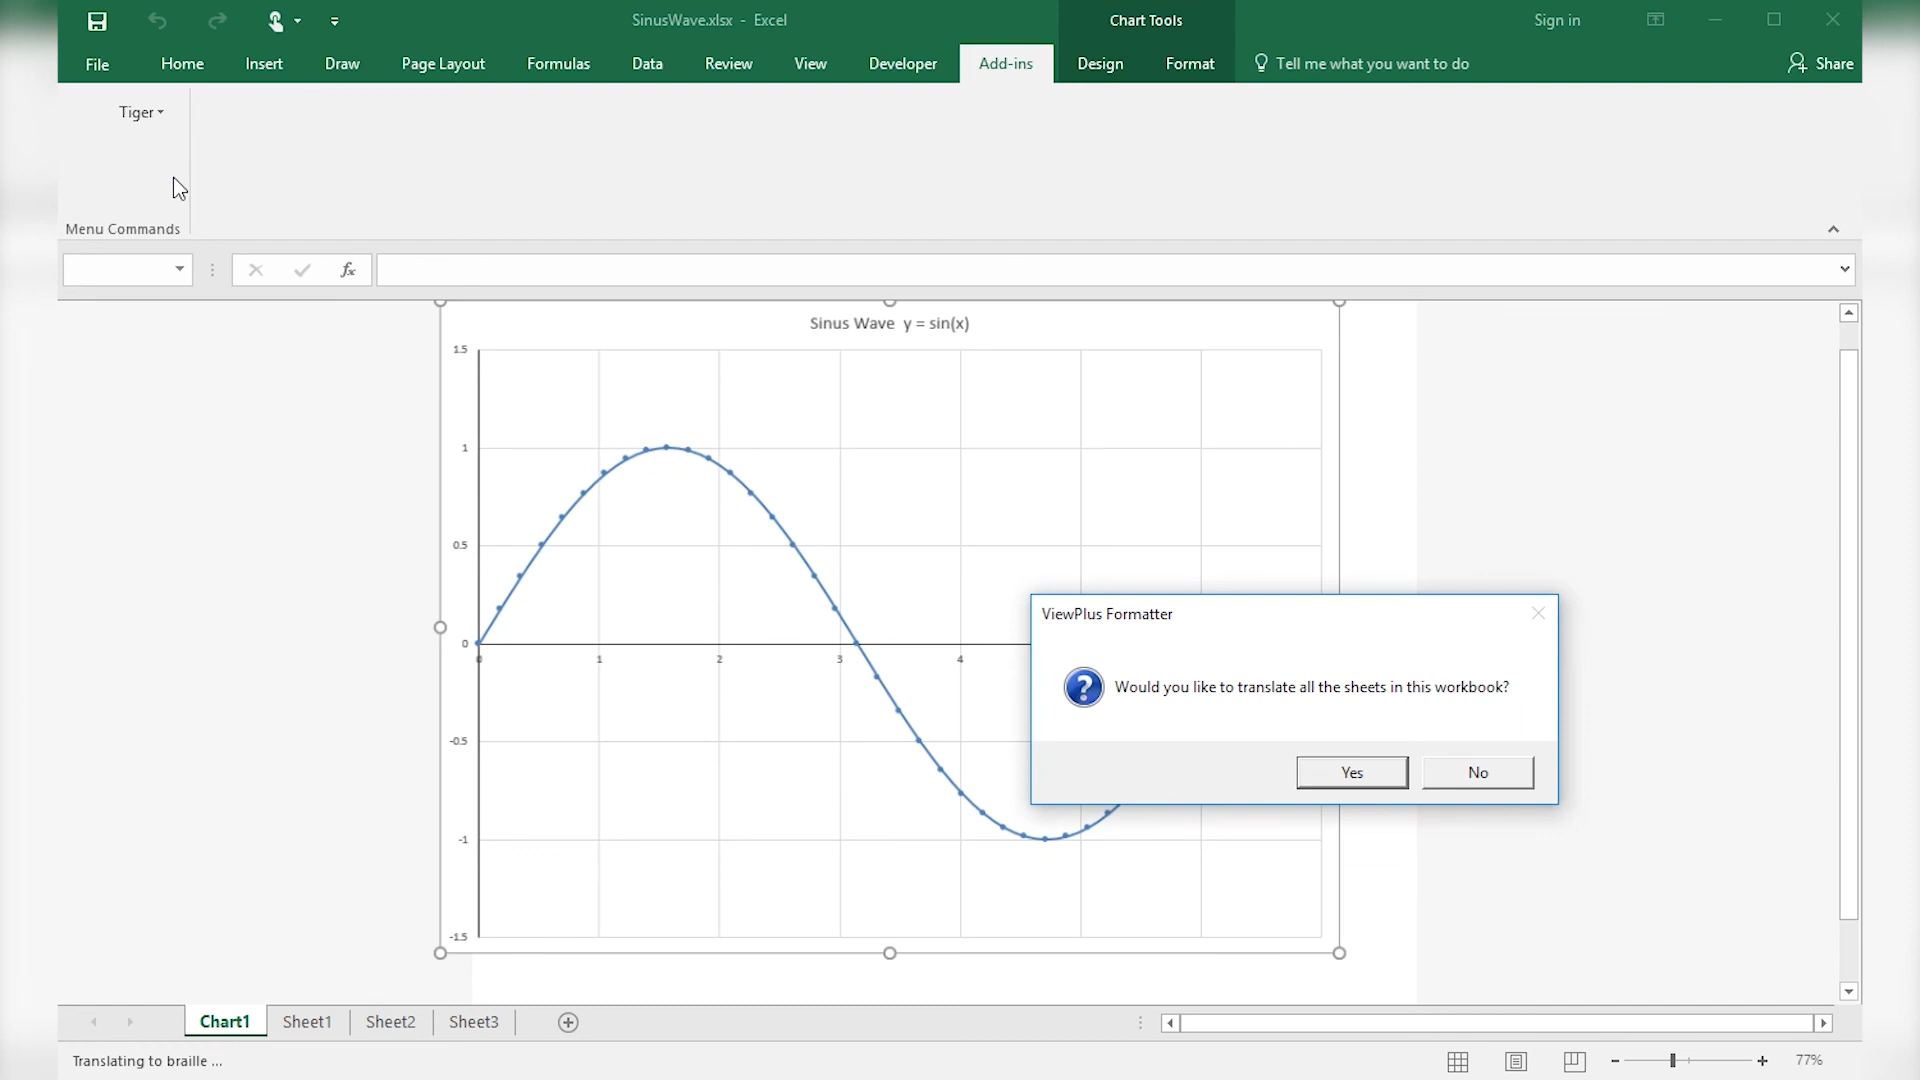 SinusWave.xlsx - Excel
Chart Tools
Sign in
File
Home
Insert
Draw
Page Layout
Formulas
Data
Review
View
Developer
Add-ins
Design
Format
Tell me what you want to do
Share
Tiger
Menu Commands
fx
Sinus Wave y = sin(x)
1.5
1
0.5
0
-0.5
-1
-1.5
0 1 2 3 4
ViewPlus Formatter
Would you like to translate all the sheets in this workbook?
Yes
No
Chart1
Sheet1
Sheet2
Sheet3
Translating to braille ...
77%